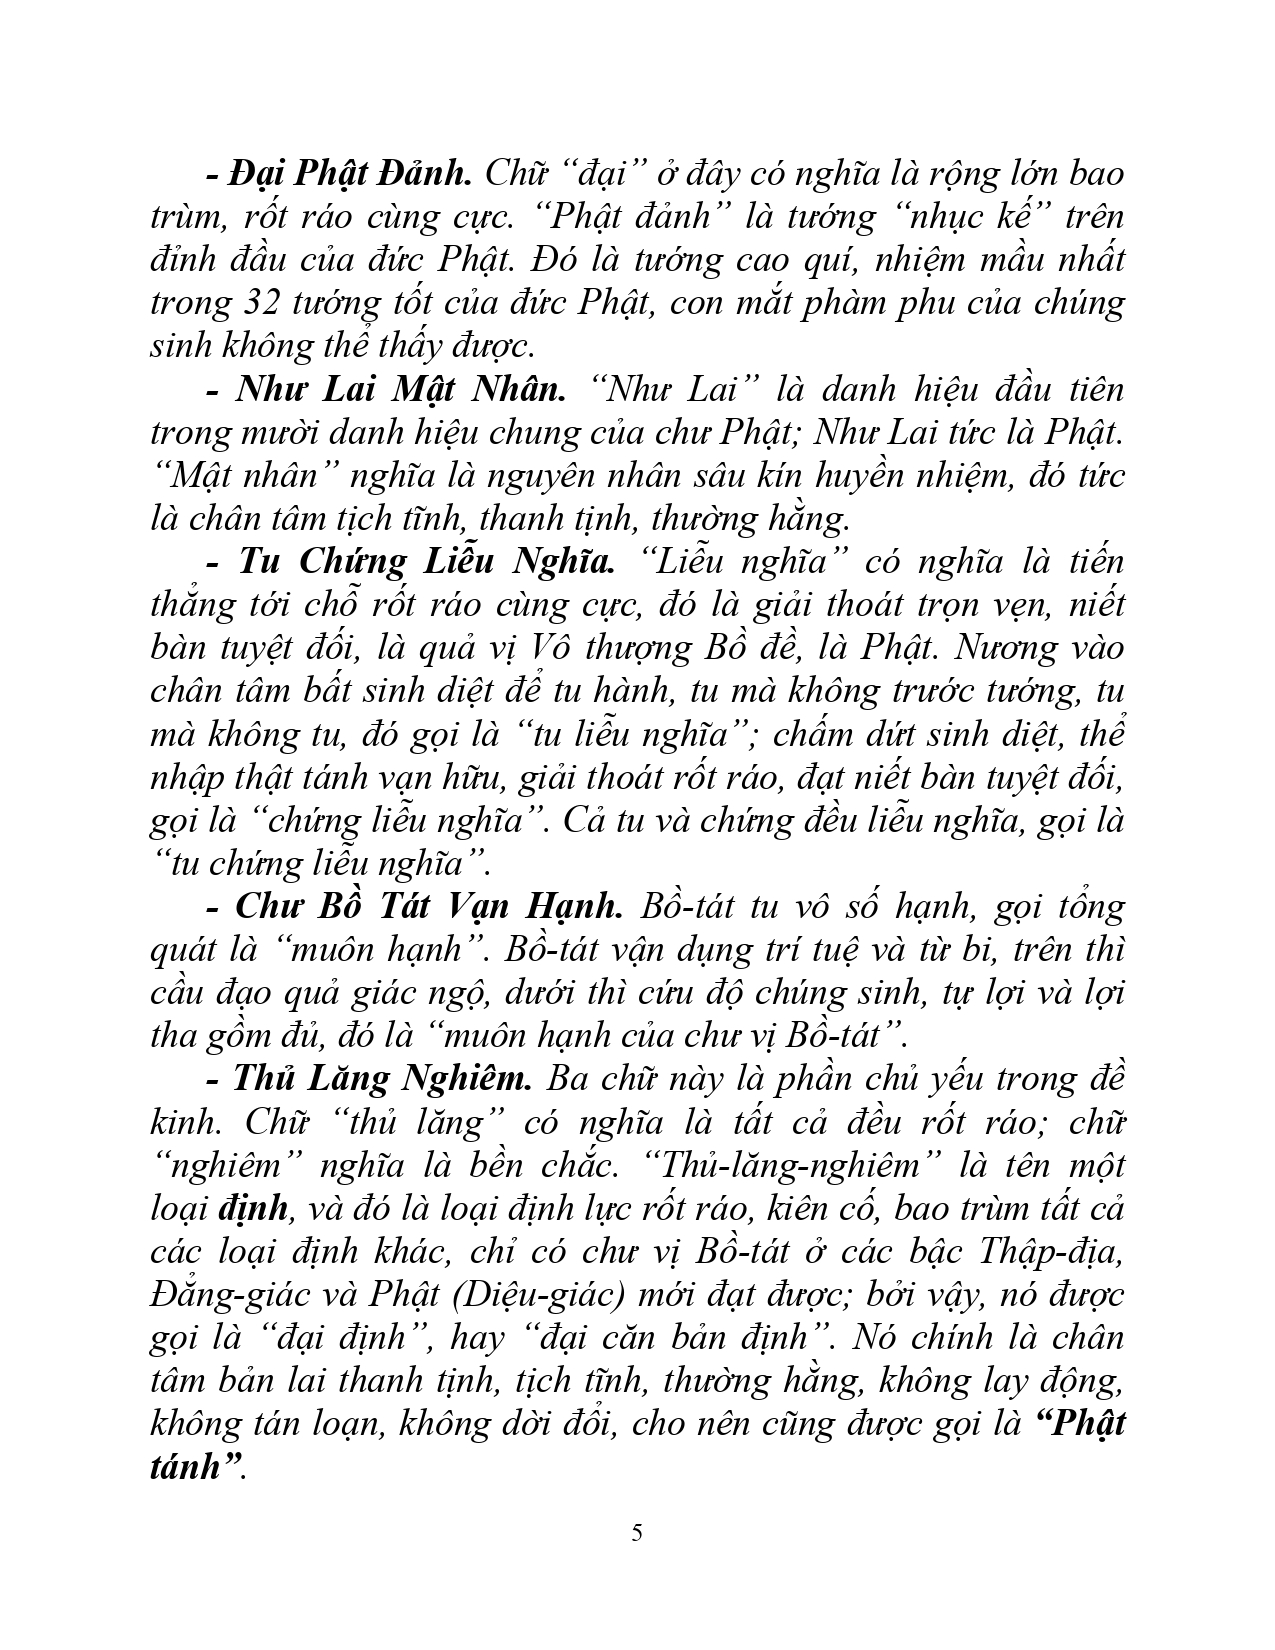 - Đại Phật Đảnh. Chữ “đại” ở đây có nghĩa là rộng lớn bao
trùm, rốt ráo cùng cực. “Phật đảnh” là tướng “nhục kế” trên
đỉnh đầu của đức Phật. Đó là tướng cao quí, nhiệm mầu nhất
trong 32 tướng tốt của đức Phật, con mắt phàm phu của chúng
sinh không thể thấy được.
- Như Lai Mật Nhân. “Như Lai” là danh hiệu đầu tiên
trong mười danh hiệu chung của chư Phật; Như Lai tức là Phật.
“Mật nhân” nghĩa là nguyên nhân sâu kín huyền nhiệm, đó tức
là chân tâm tịch tĩnh, thanh tịnh, thường hằng.
- Tu Chứng Liễu Nghĩa. “Liễu nghĩa” có nghĩa là tiến
thẳng tới chỗ rốt ráo cùng cực, đó là giải thoát trọn vẹn, niết
bàn tuyệt đối, là quả vị Vô thượng Bồ đề, là Phật. Nương vào
chân tâm bất sinh diệt để tu hành, tu mà không trước tướng, tu
mà không tu, đó gọi là “tu liễu nghĩa”; chấm dứt sinh diệt, thể
nhập thật tánh vạn hữu, giải thoát rốt ráo, đạt niết bàn tuyệt đối,
gọi là “chứng liễu nghĩa”. Cả tu và chứng đều liễu nghĩa, gọi là
“tu chứng liễu nghĩa”.
- Chư Bồ Tát Vạn Hạnh. Bồ-tát tu vô số hạnh, gọi tổng
quát là “muôn hạnh”. Bồ-tát vận dụng trí tuệ và từ bi, trên thì
cầu đạo quả giác ngộ, dưới thì cứu độ chúng sinh, tự lợi và lợi
tha gồm đủ, đó là “muôn hạnh của chư vị Bồ-tát”.
- Thủ Lăng Nghiêm. Ba chữ này là phần chủ yếu trong đề
kinh. Chữ “thủ lăng” có nghĩa là tất cả đều rốt ráo; chữ
“nghiêm” nghĩa là bền chắc. “Thủ-lăng-nghiêm” là tên một
loại định, và đó là loại định lực rốt ráo, kiên cố, bao trùm tất cả
các loại định khác, chỉ có chư vị Bồ-tát ở các bậc Thập-địa,
Đẳng-giác và Phật (Diệu-giác) mới đạt được; bởi vậy, nó được
gọi là “đại định”, hay “đại căn bản định”. Nó chính là chân
tâm bản lai thanh tịnh, tịch tĩnh, thường hằng, không lay động,
không tán loạn, không dời đổi, cho nên cũng được gọi là “Phật
tánh”.
5